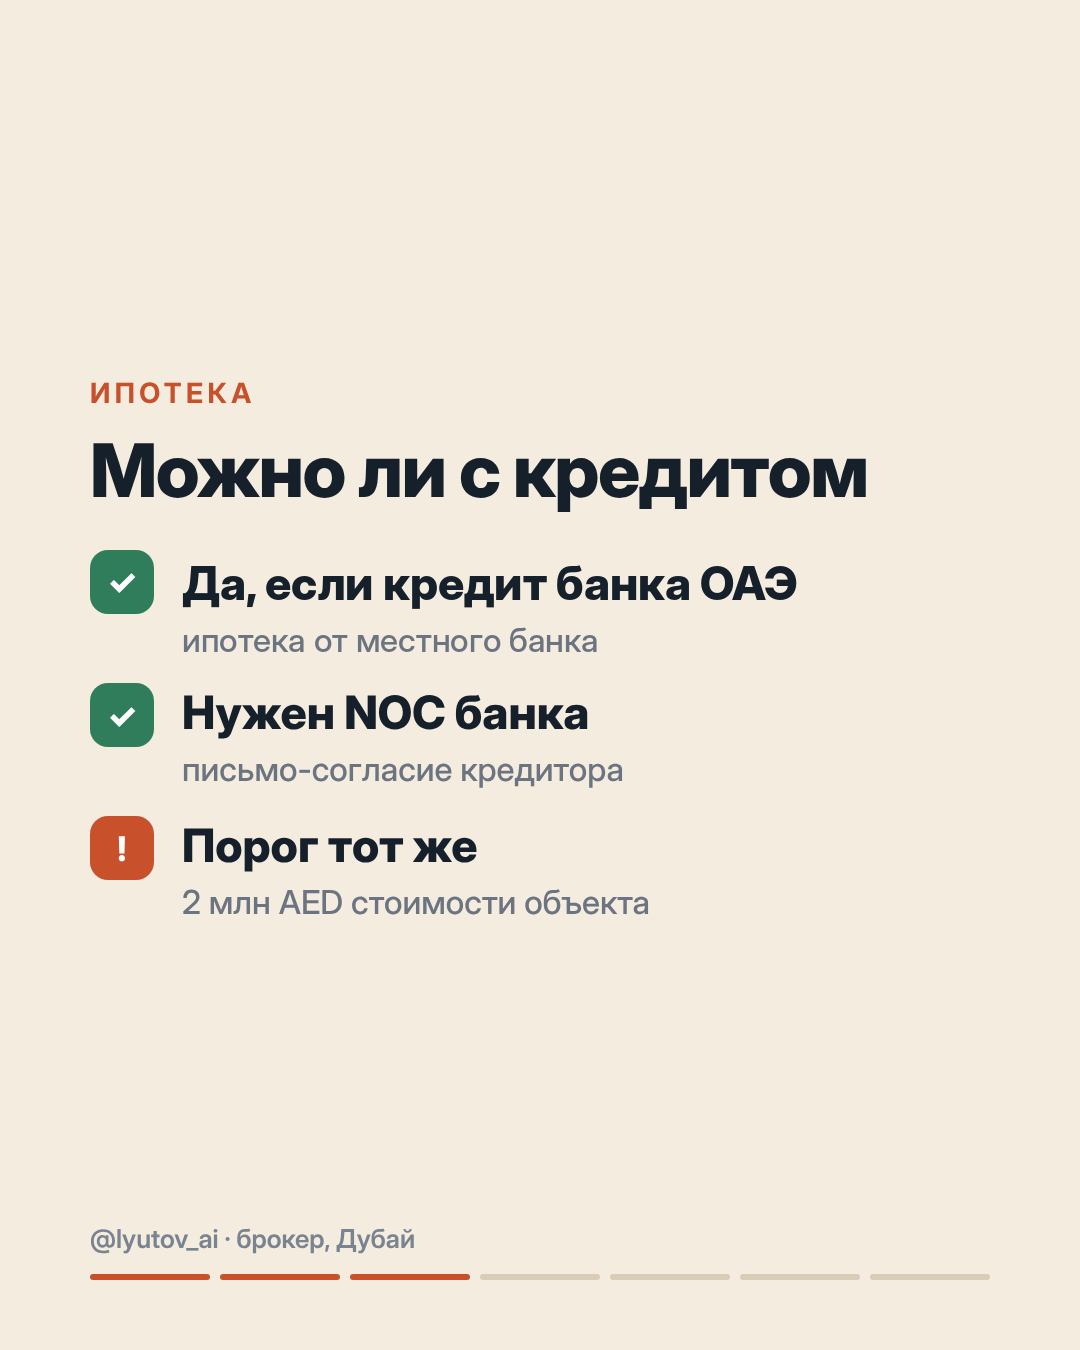 ИПОТЕКА
Можно ли с кредитом
Да, если кредит банка ОАЭ
ипотека от местного банка
Нужен NOC банка
письмо-согласие кредитора
!
Порог тот же
2 млн AED стоимости объекта
@lyutov_ai · брокер, Дубай